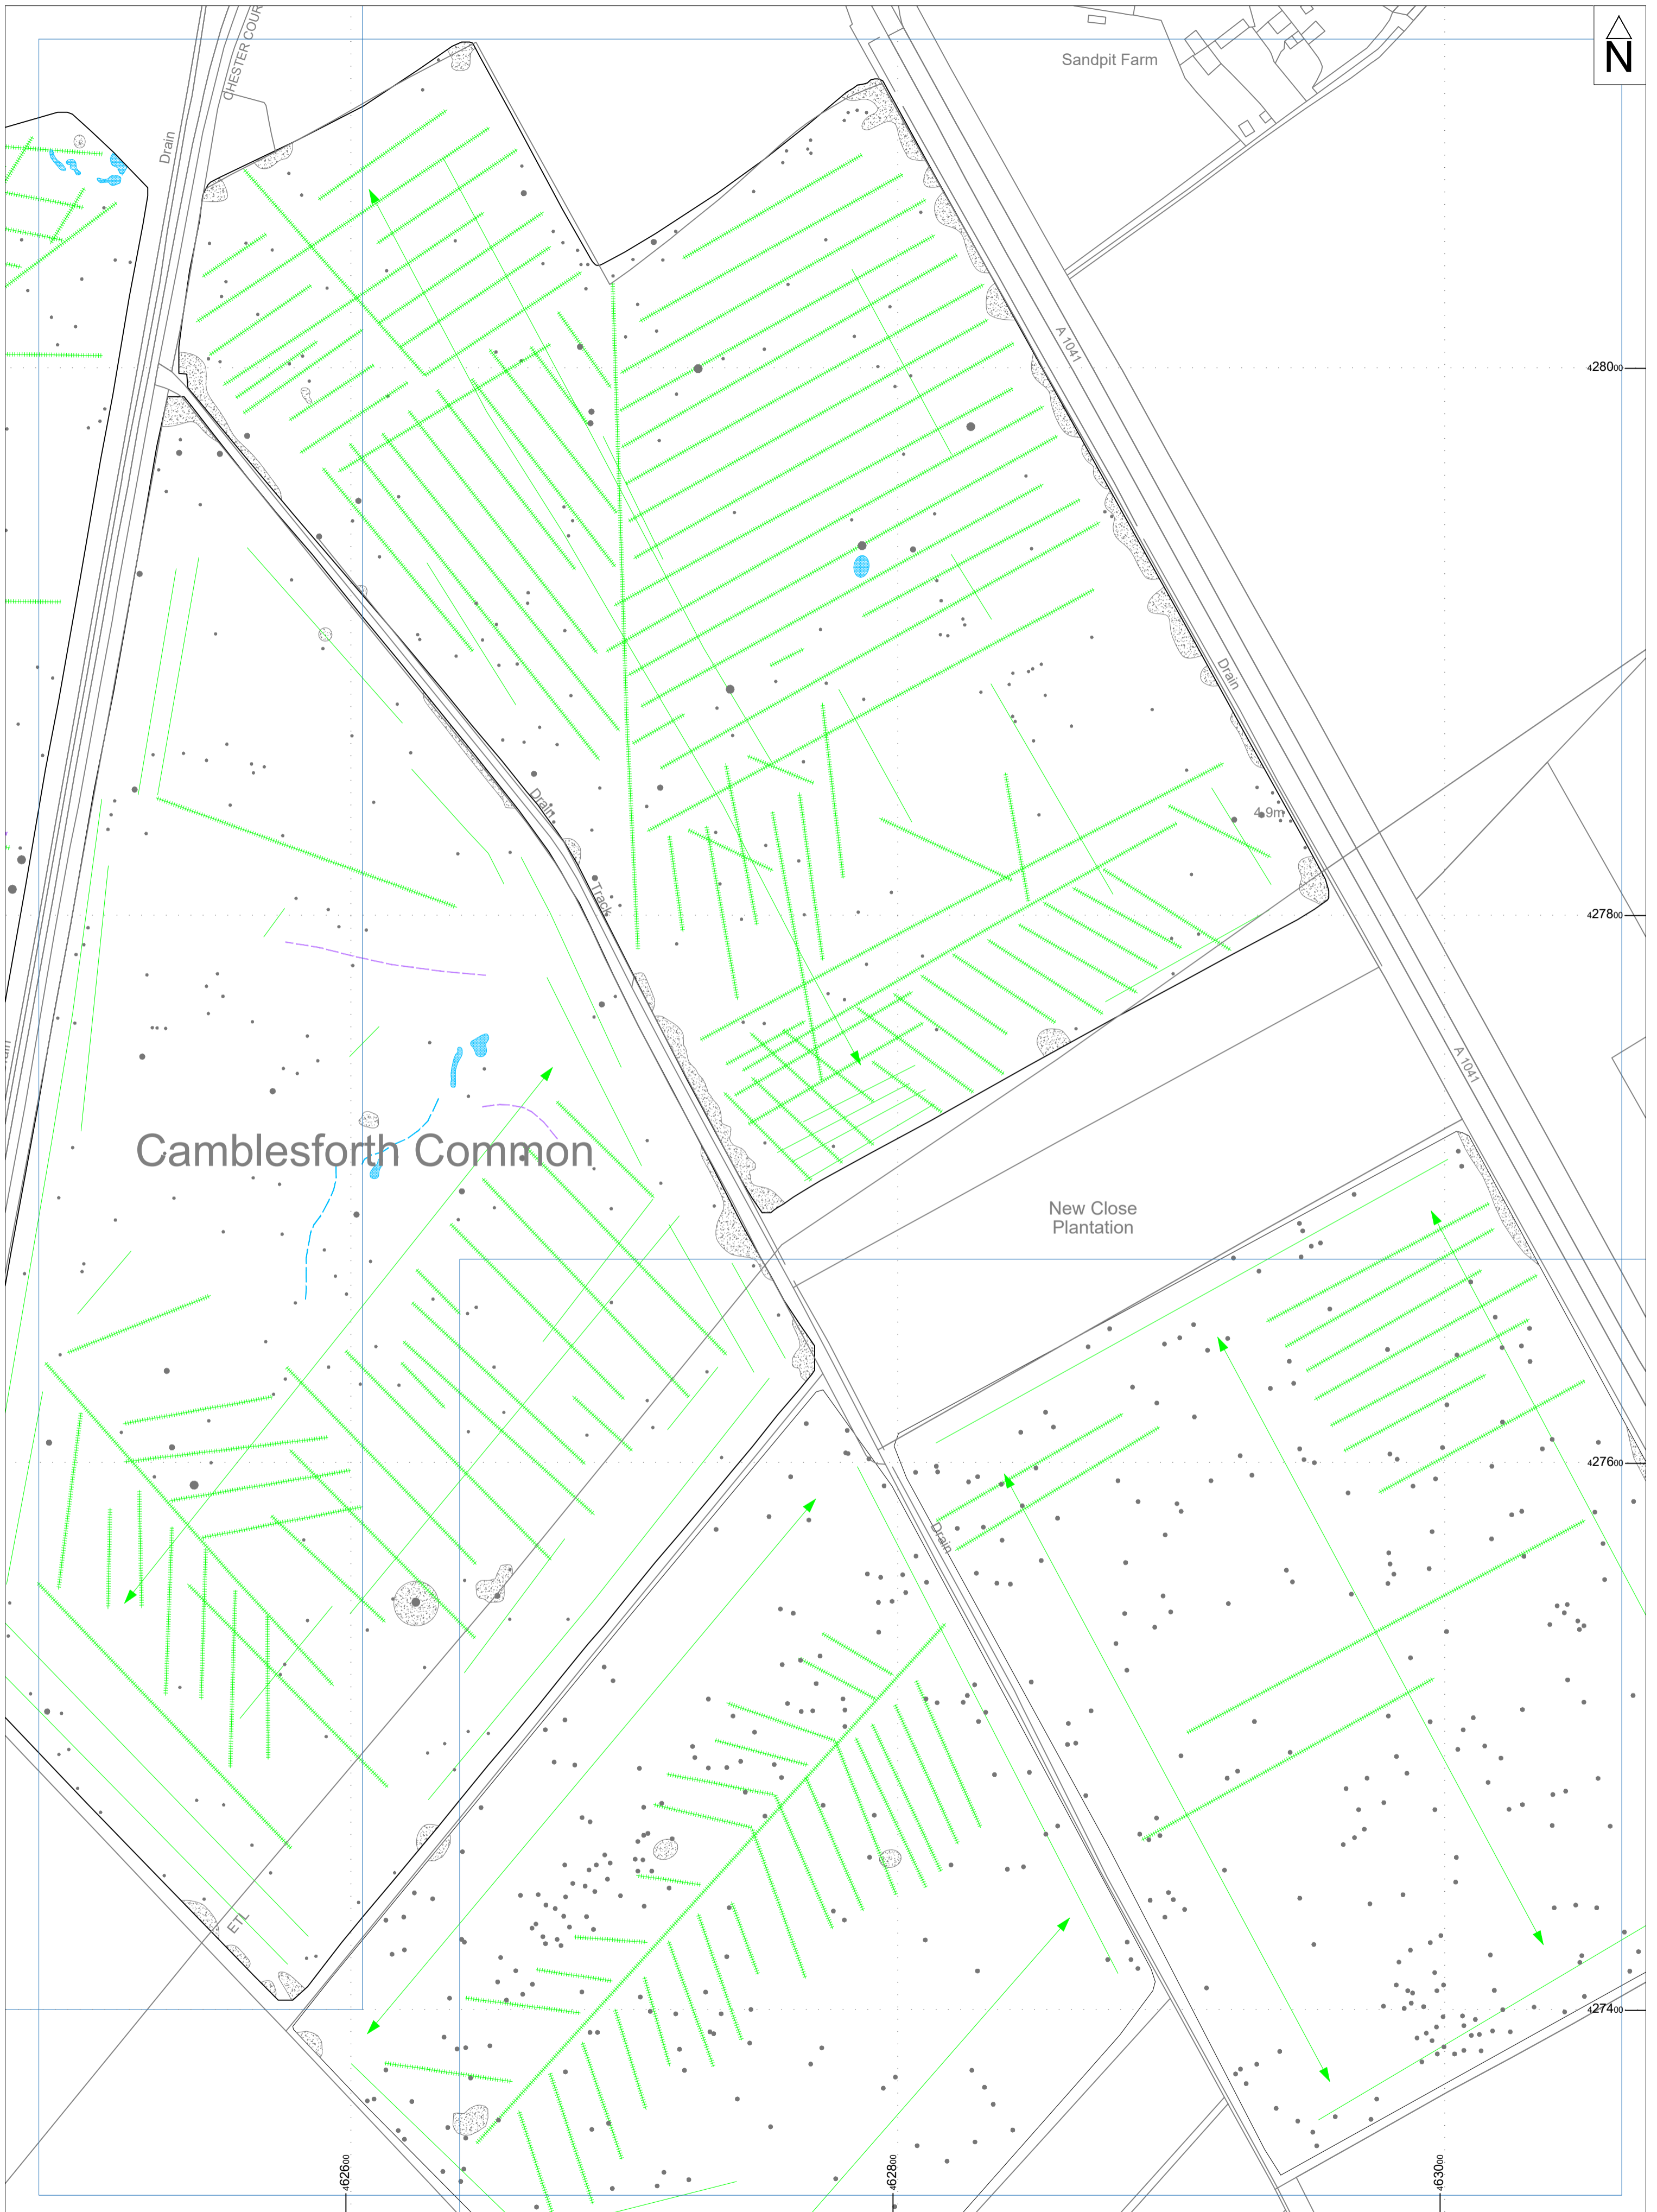 CHESTER COUR
Sandpit Farm
N
Drain
A 1041
428000
Drain
4.9m
Drain
Track
427800
A 1041
Camblesforth Common
New Close
Plantation
427600
Drain
ETL
427400
462600
462800
463000